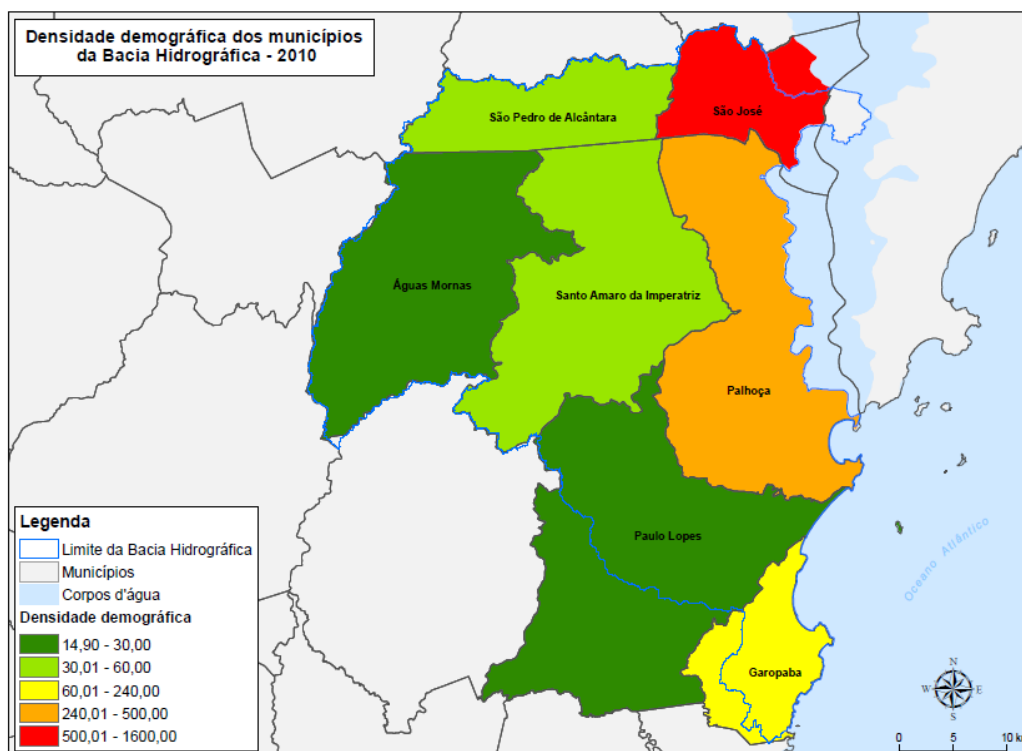 Densidade demográfica dos municípios
da Bacia Hidrográfica - 2010
São Pedro de Alcântara
São José
Águas Mornas
Santo Amaro da Imperatriz
Palhoça
Paulo Lopes
Garopaba
Oceano Atlântico
Legenda
Limite da Bacia Hidrográfica
Municípios
Corpos d'água
Densidade demográfica
14,90 - 30,00
30,01 - 60,00
60,01 - 240,00
240,01 - 500,00
500,01 - 1600,00
N
W E
S
0 5 10 k